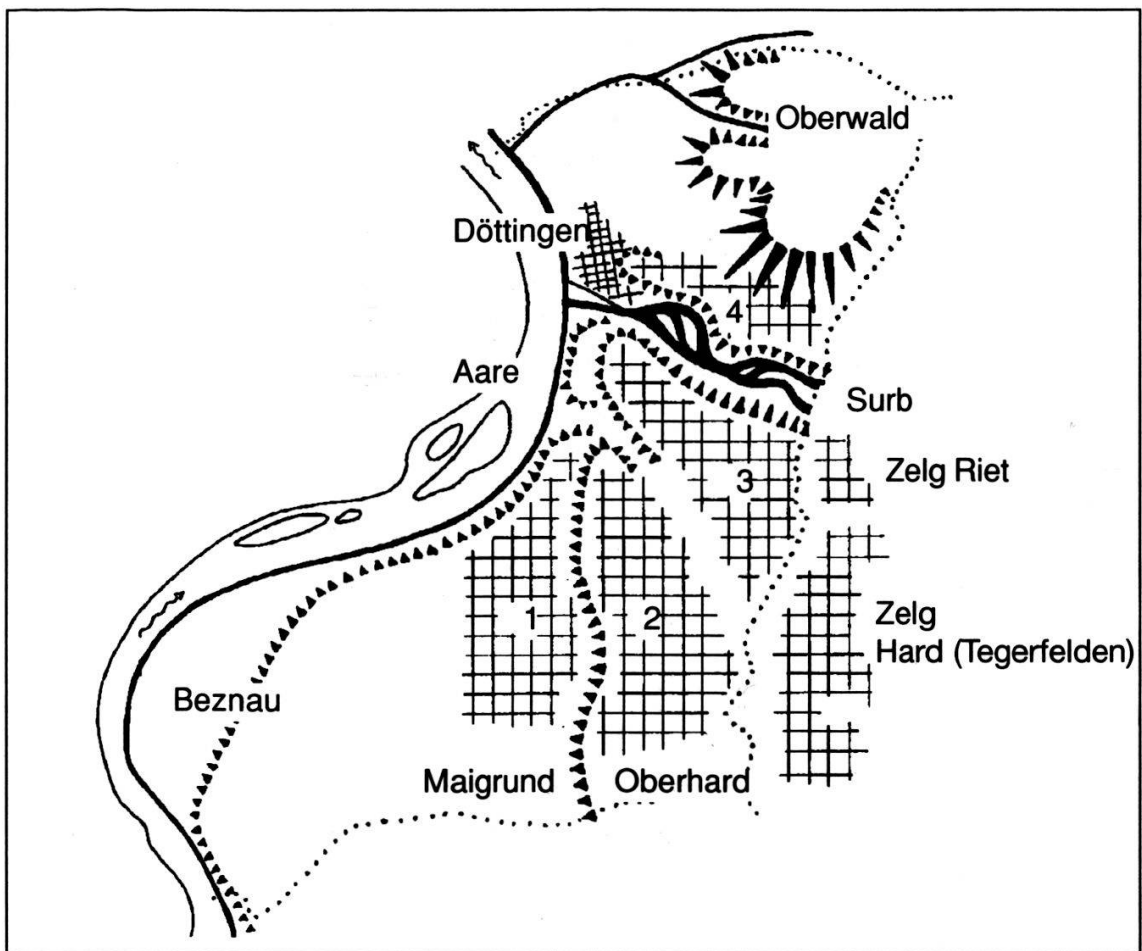 Oberwald
Döttingen
4
Aare
Surb
3
Zelg Riet
1
2
Zelg
Hard (Tegerfelden)
Beznau
Maigrund
Oberhard